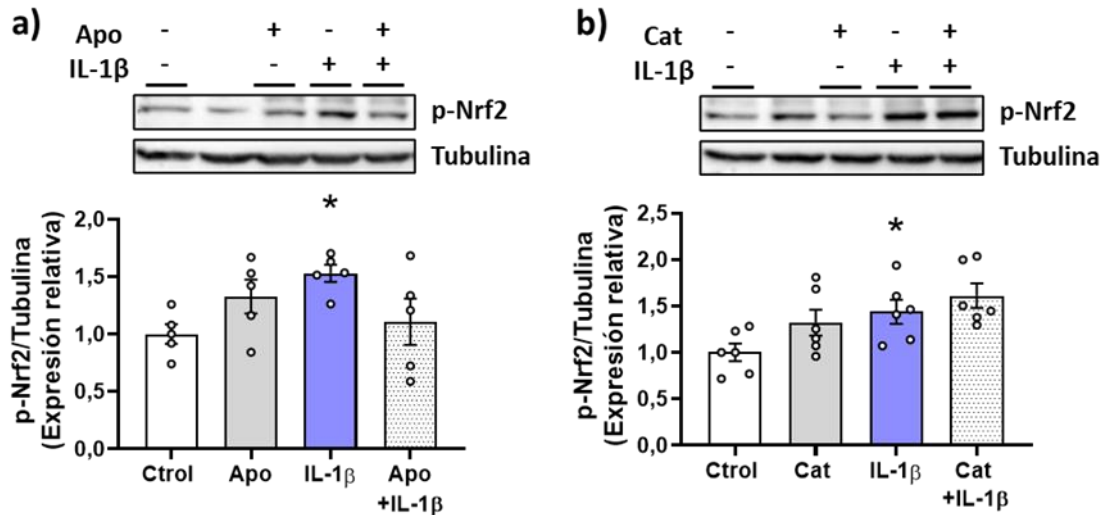 a)
Apo - + - +
IL-1β - - + +
p-Nrf2
Tubulina
*
p-Nrf2/Tubulina
(Expresión relativa)
2,0
1,5
1,0
0,5
0,0
Ctrol Apo IL-1β Apo
+IL-1β
b)
Cat - + - +
IL-1β - - + +
p-Nrf2
Tubulina
*
p-Nrf2/Tubulina
(Expresión relativa)
2,5
2,0
1,5
1,0
0,5
0,0
Ctrol Cat IL-1β Cat
+IL-1β